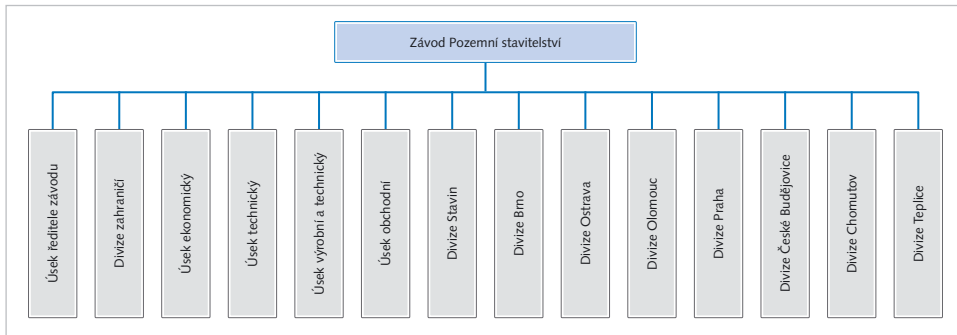 Závod Pozemní stavitelství
Úsek ředitele závodu
Divize zahraničí
Úsek ekonomický
Úsek technický
Úsek výrobni a technický
Úsek obchodní
Divize Stavin
Divize Brno
Divize Ostrava
Divize Olomouc
Divize Praha
Divize České Budějovice
Divize Chomutov
Divize Teplice